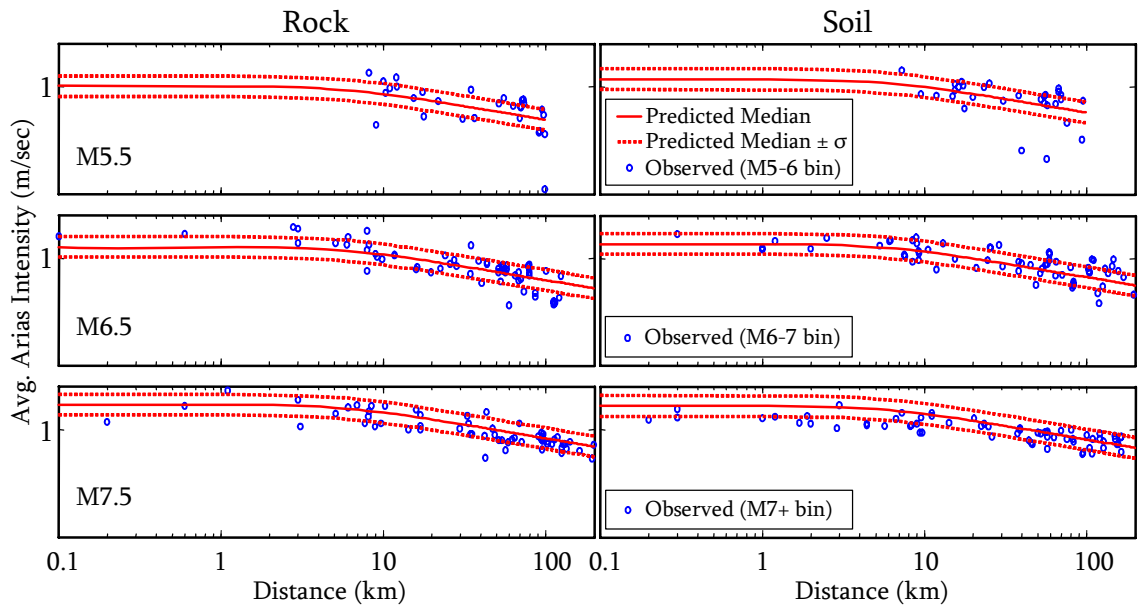 Rock
Soil
Avg. Arias Intensity (m/sec)
1
M5.5
Predicted Median
Predicted Median ± σ
Observed (M5-6 bin)
1
1
M6.5
Observed (M6-7 bin)
1
1
M7.5
Observed (M7+ bin)
1
0.1 1 10 100 0.1 1 10 100
Distance (km)
Distance (km)